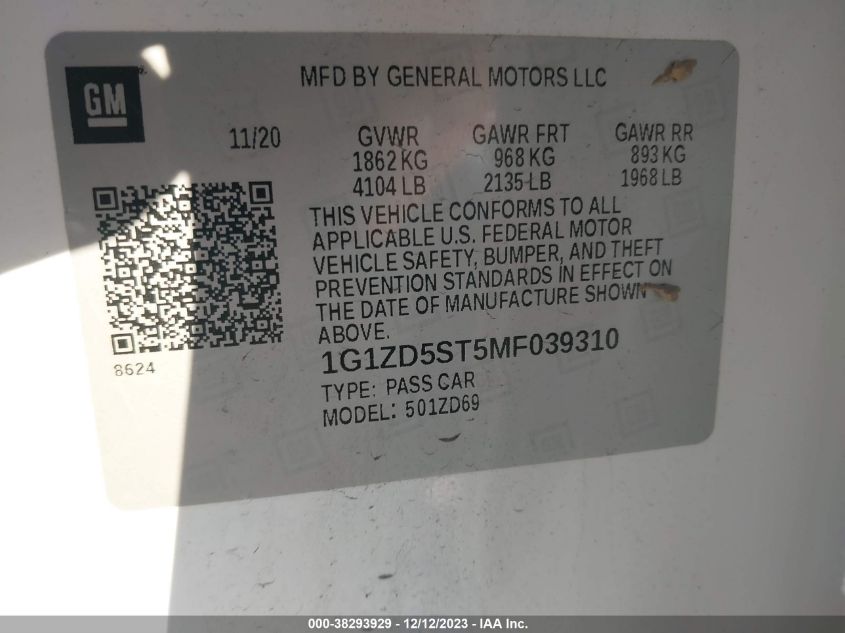 GM
MFD BY GENERAL MOTORS LLC
11/20 GVWR GAWR FRT GAWR RR
1862 KG 968 KG 893 KG
4104 LB 2135 LB 1968 LB
THIS VEHICLE CONFORMS TO ALL
APPLICABLE U.S. FEDERAL MOTOR
VEHICLE SAFETY, BUMPER, AND THEFT
PREVENTION STANDARDS IN EFFECT ON
THE DATE OF MANUFACTURE SHOWN
ABOVE.
1G1ZD5ST5MF039310
8624
TYPE: PASS CAR
MODEL: 501ZD69
000-38293929 - 12/12/2023 - IAA Inc.